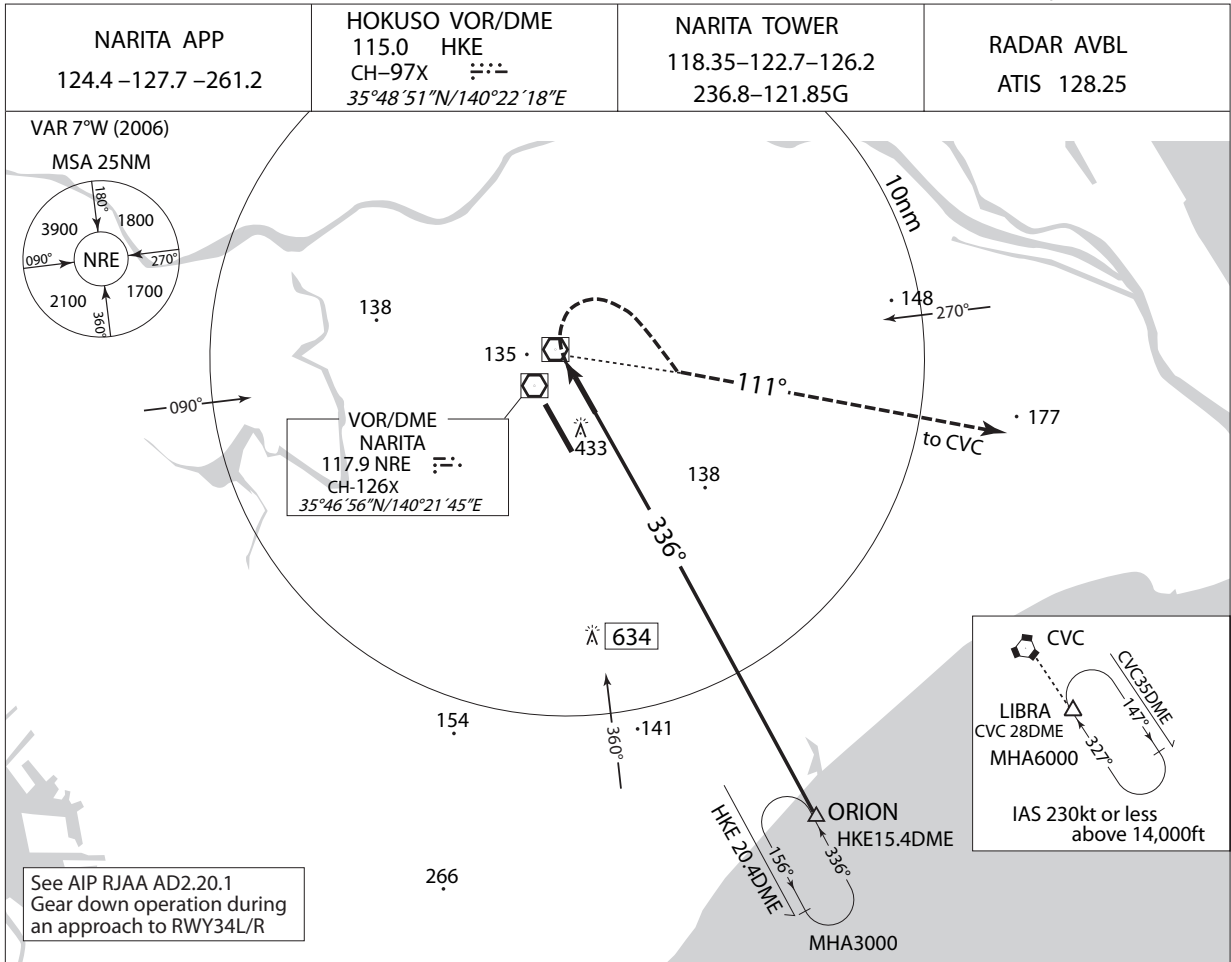 NARITA APP
124.4 –127.7 –261.2
HOKUSO VOR/DME
115.0 HKE
CH–97X
35°48´51″N/140°22´18″E
NARITA TOWER
118.35–122.7–126.2
236.8–121.85G
RADAR AVBL
ATIS 128.25
VAR 7°W (2006)
MSA 25NM
180°
3900
1800
090°
NRE
270°
2100
1700
360°
10nm
138
148
270°
135
111°
090°
177
to CVC
VOR/DME
NARITA
117.9 NRE
CH-126X
35°46´56″N/140°21´45″E
433
138
336°
634
154
141
360°
CVC
CVC35DME
LIBRA
CVC 28DME
147°
327°
MHA6000
IAS 230kt or less
above 14,000ft
ORION
HKE15.4DME
HKE 20.4DME
156°
336°
MHA3000
266
See AIP RJAA AD2.20.1
Gear down operation during
an approach to RWY34L/R